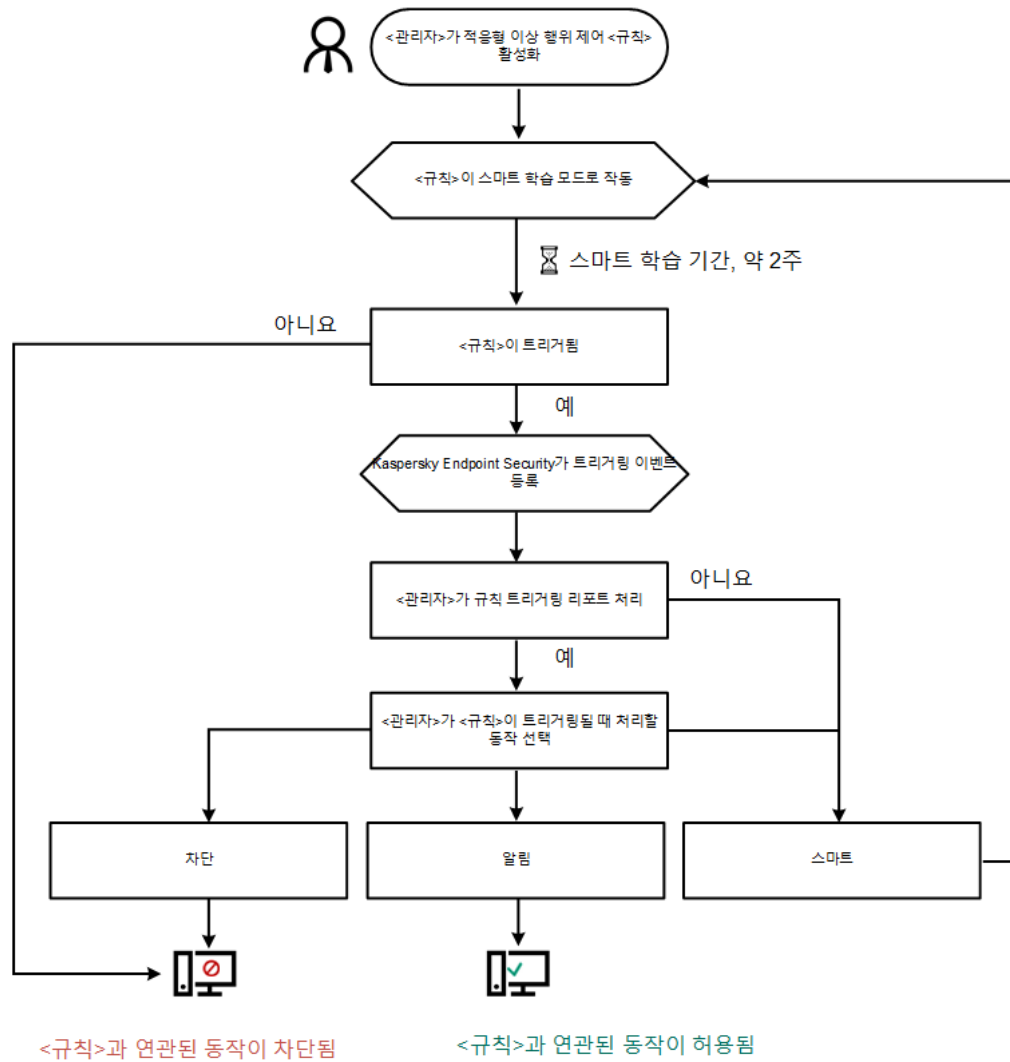 <관리자>가 적응형 이상 행위 제어 <규칙>
활성화
<규칙>이 스마트 학습 모드로 작동
스마트 학습 기간, 약 2주
아니요
<규칙>이 트리거됨
예
Kaspersky Endpoint Security가 트리거링 이벤트
등록
<관리자>가 규칙 트리거링 리포트 처리
아니요
예
<관리자>가 <규칙>이 트리거링될 때 처리할
동작 선택
차단
알림
스마트
<규칙>과 연관된 동작이 차단됨
<규칙>과 연관된 동작이 허용됨